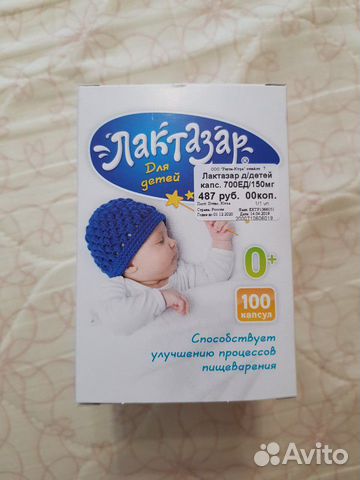 Лактазар®
Для
детей
Лактазар д/детей
капс. 700ЕД/150мг
487 руб. 00коп.
0+
100
капсул
Способствует
улучшению процессов
пищеварения
Avito